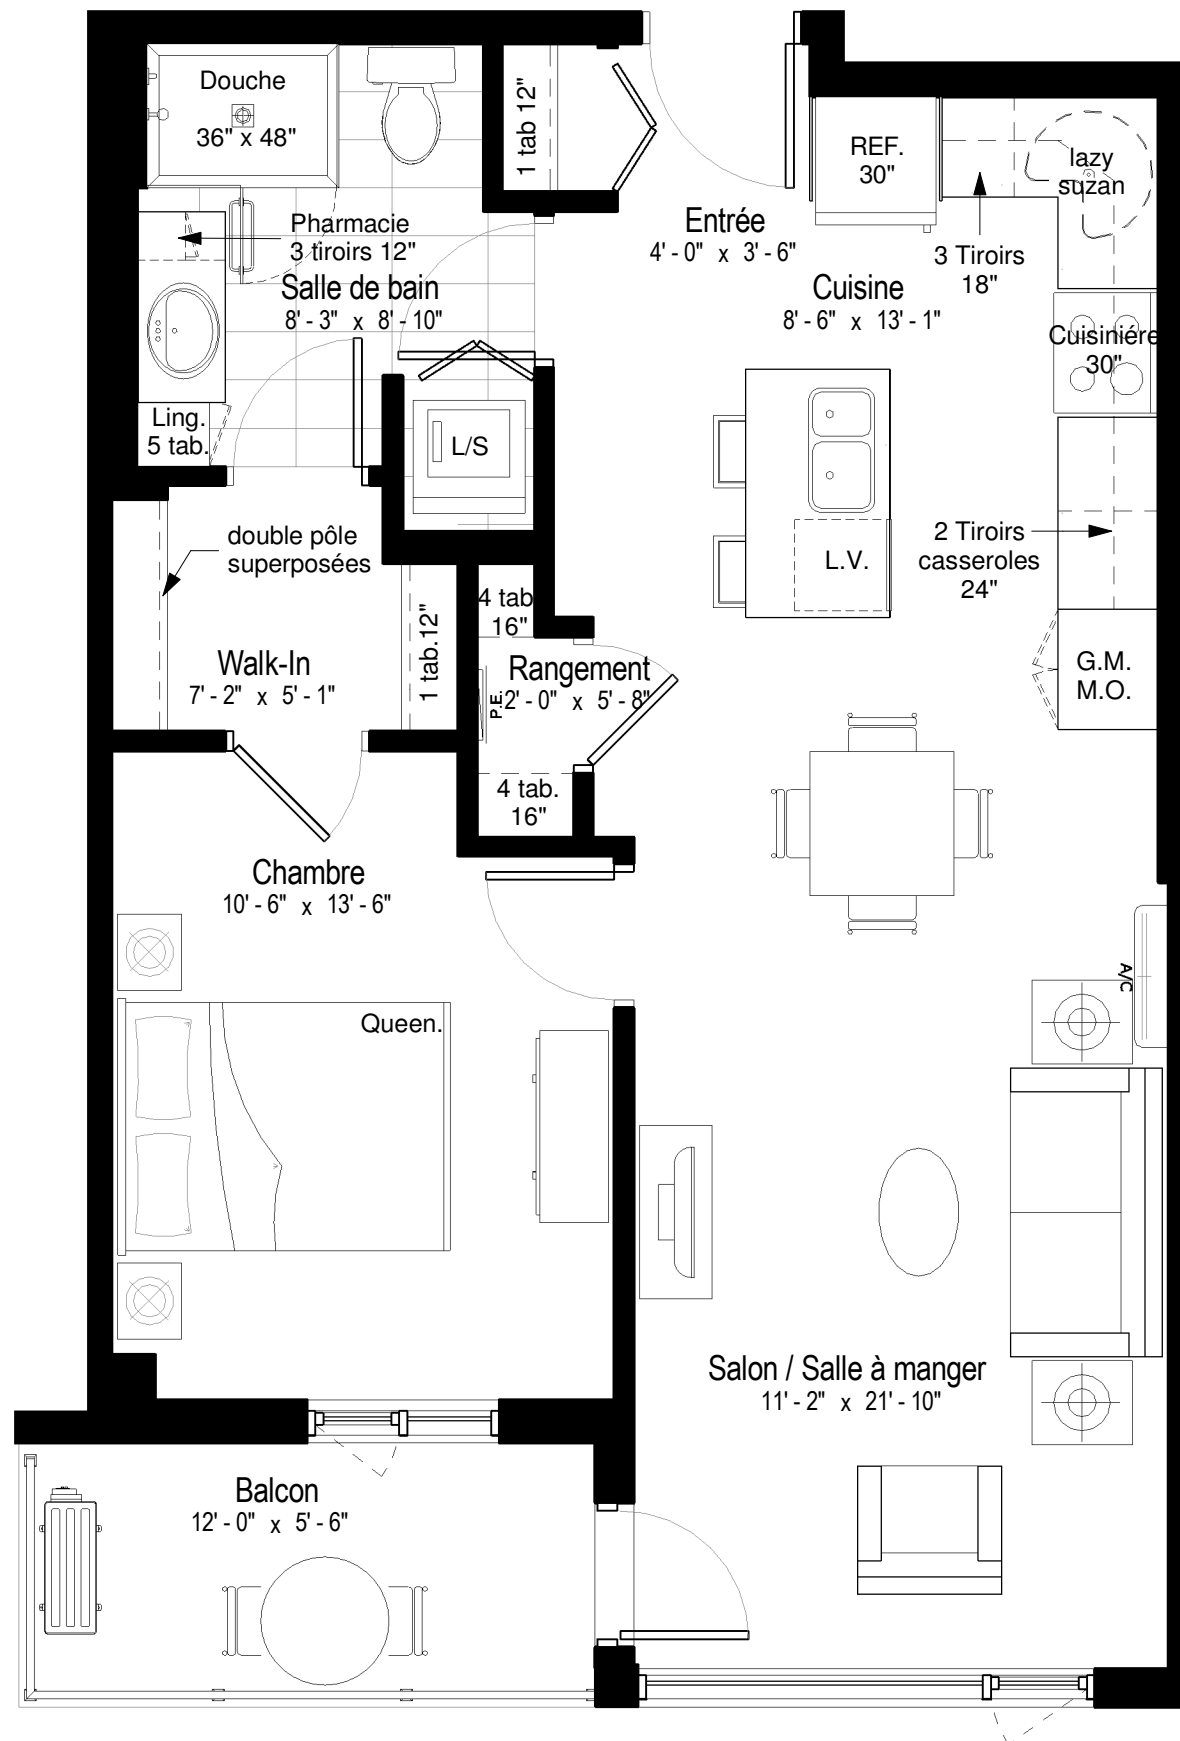 Douche
36" x 48"
1 tab 12"
REF.
30"
lazy
suzan
Pharmacie
3 tiroirs 12"
Entrée
4' - 0" x 3' - 6"
3 Tiroirs
18"
Salle de bain
8' - 3" x 8' - 10"
Cuisine
8' - 6" x 13' - 1"
Cuisiniére
30"
Ling.
5 tab.
L/S
double pôle
superposées
L.V.
2 Tiroirs
casseroles
24"
4 tab
16"
1 tab.12"
Walk-In
7' - 2" x 5' - 1"
Rangement
2' - 0" x 5' - 8"
P.E.
G.M.
M.O.
4 tab.
16"
Chambre
10' - 6" x 13' - 6"
A/C
Queen.
Salon / Salle à manger
11' - 2" x 21' - 10"
Balcon
12' - 0" x 5' - 6"